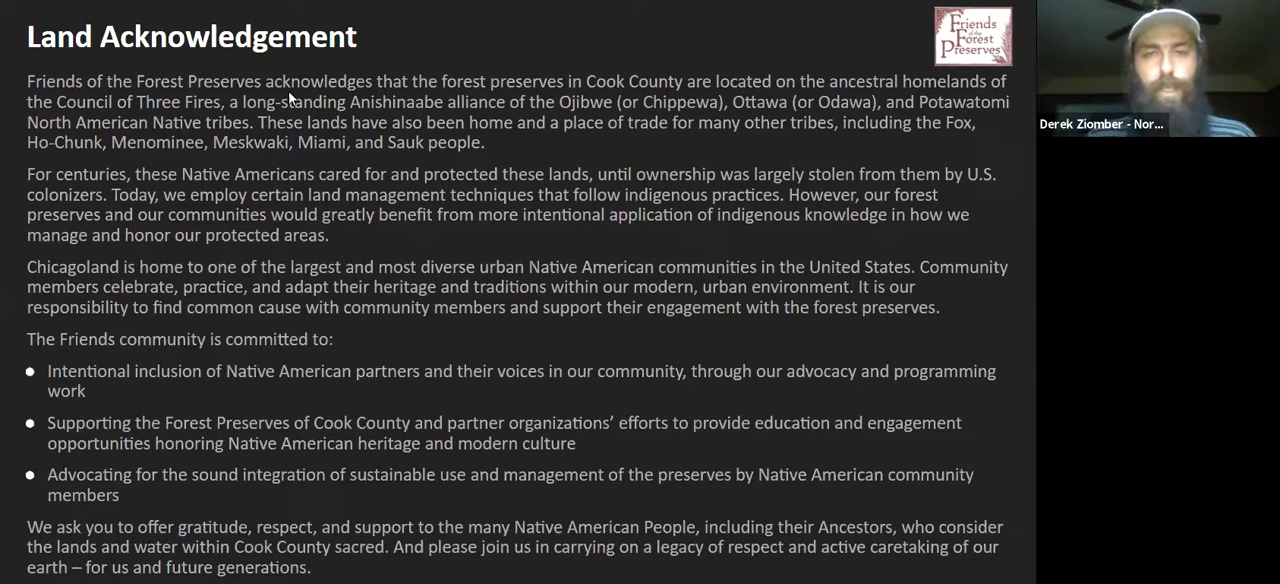 Land Acknowledgement
Friends of the Forest Preserves
Friends of the Forest Preserves acknowledges that the forest preserves in Cook County are located on the ancestral homelands of
the Council of Three Fires, a long-standing Anishinaabe alliance of the Ojibwe (or Chippewa), Ottawa (or Odawa), and Potawatomi
North American Native tribes. These lands have also been home and a place of trade for many other tribes, including the Fox,
Ho-Chunk, Menominee, Meskwaki, Miami, and Sauk people.
For centuries, these Native Americans cared for and protected these lands, until ownership was largely stolen from them by U.S.
colonizers. Today, we employ certain land management techniques that follow indigenous practices. However, our forest
preserves and our communities would greatly benefit from more intentional application of indigenous knowledge in how we
manage and honor our protected areas.
Chicagoland is home to one of the largest and most diverse urban Native American communities in the United States. Community
members celebrate, practice, and adapt their heritage and traditions within our modern, urban environment. It is our
responsibility to find common cause with community members and support their engagement with the forest preserves.
The Friends community is committed to:
● Intentional inclusion of Native American partners and their voices in our community, through our advocacy and programming
work
● Supporting the Forest Preserves of Cook County and partner organizations' efforts to provide education and engagement
opportunities honoring Native American heritage and modern culture
● Advocating for the sound integration of sustainable use and management of the preserves by Native American community
members
We ask you to offer gratitude, respect, and support to the many Native American People, including their Ancestors, who consider
the lands and water within Cook County sacred. And please join us in carrying on a legacy of respect and active caretaking of our
earth – for us and future generations.
Derek Ziomber - Nor...